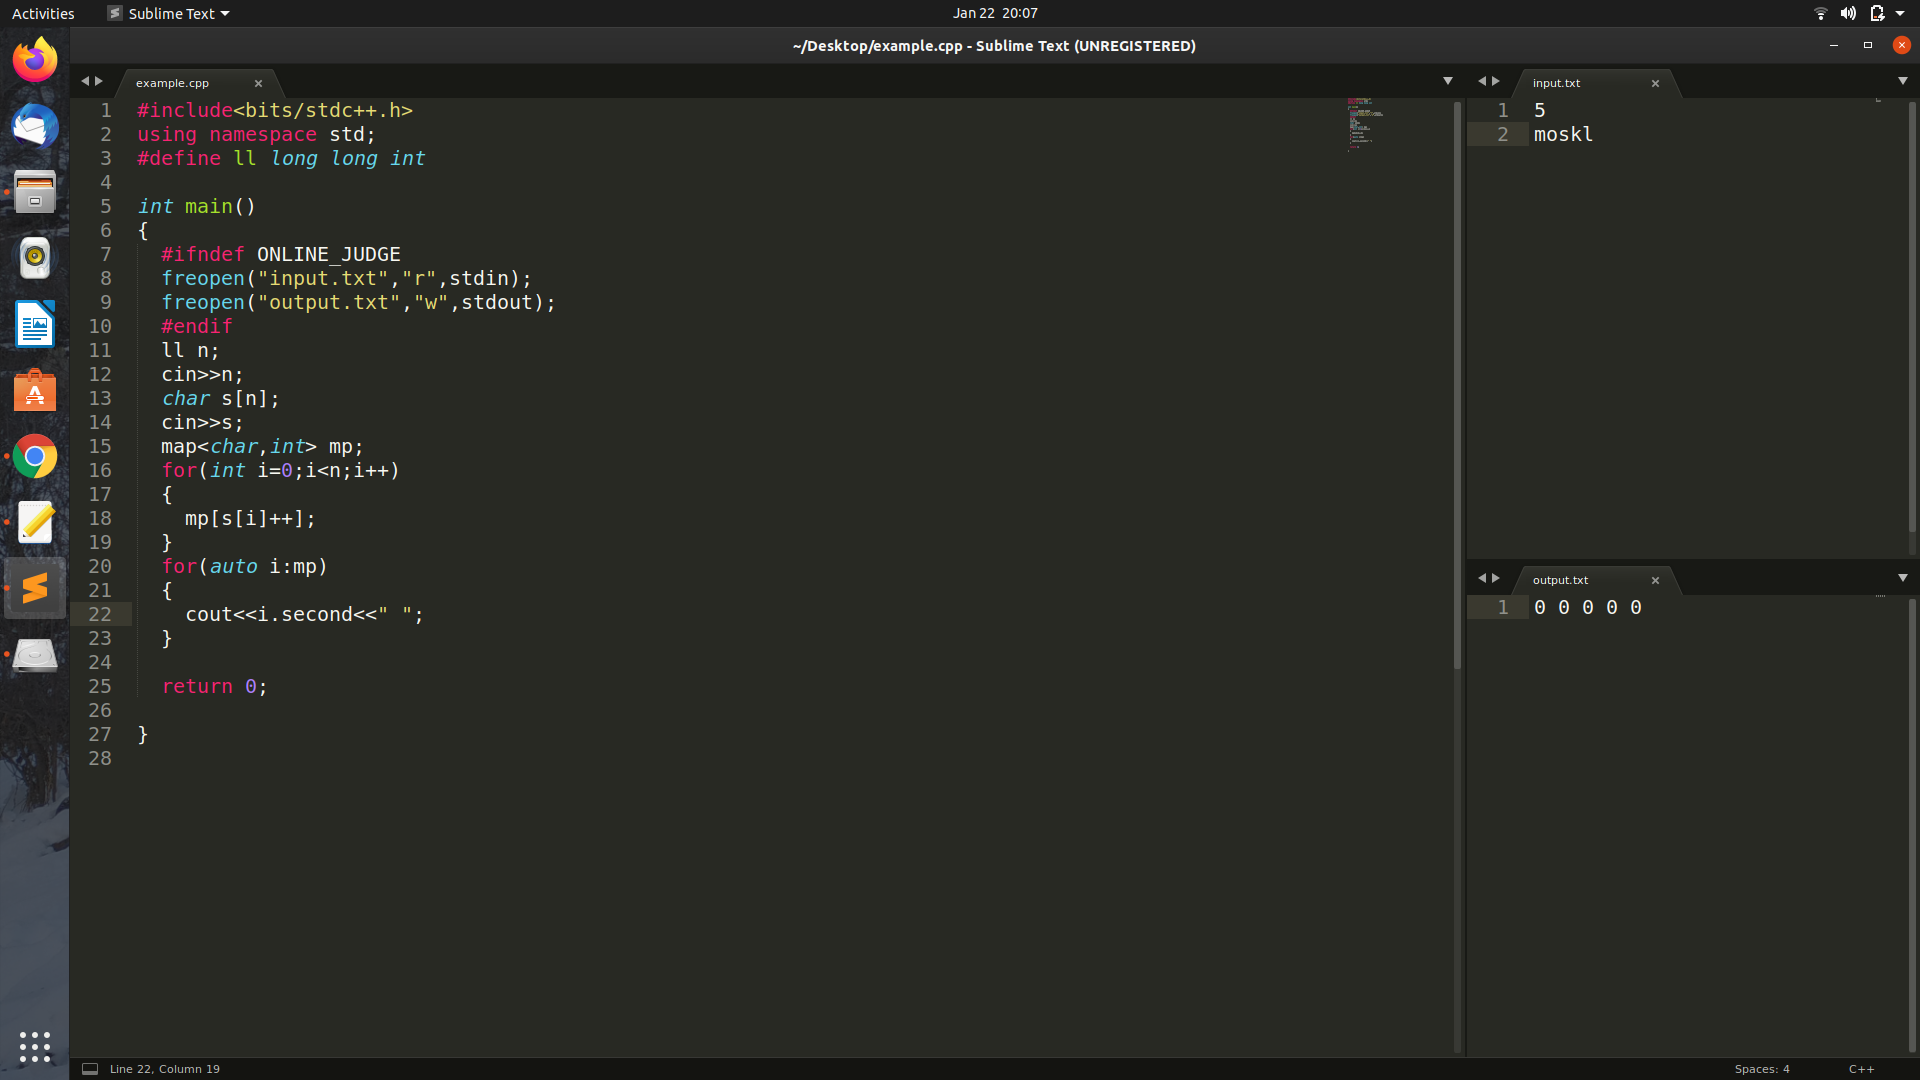 Activities
Sublime Text
Jan 22 20:07
~/Desktop/example.cpp - Sublime Text (UNREGISTERED)
example.cpp
1 #include<bits/stdc++.h>
2 using namespace std;
3 #define ll long long int
4
5 int main()
6 {
7 #ifndef ONLINE_JUDGE
8 freopen("input.txt","r",stdin);
9 freopen("output.txt","w",stdout);
10 #endif
11 ll n;
12 cin>>n;
13 char s[n];
14 cin>>s;
15 map<char,int> mp;
16 for(int i=0;i<n;i++)
17 {
18 mp[s[i]++];
19 }
20 for(auto i:mp)
21 {
22 cout<<i.second<<" ";
23 }
24
25 return 0;
26
27 }
28
input.txt
1 5
2 moskl
output.txt
1 0 0 0 0 0
Line 22, Column 19
Spaces: 4
C++